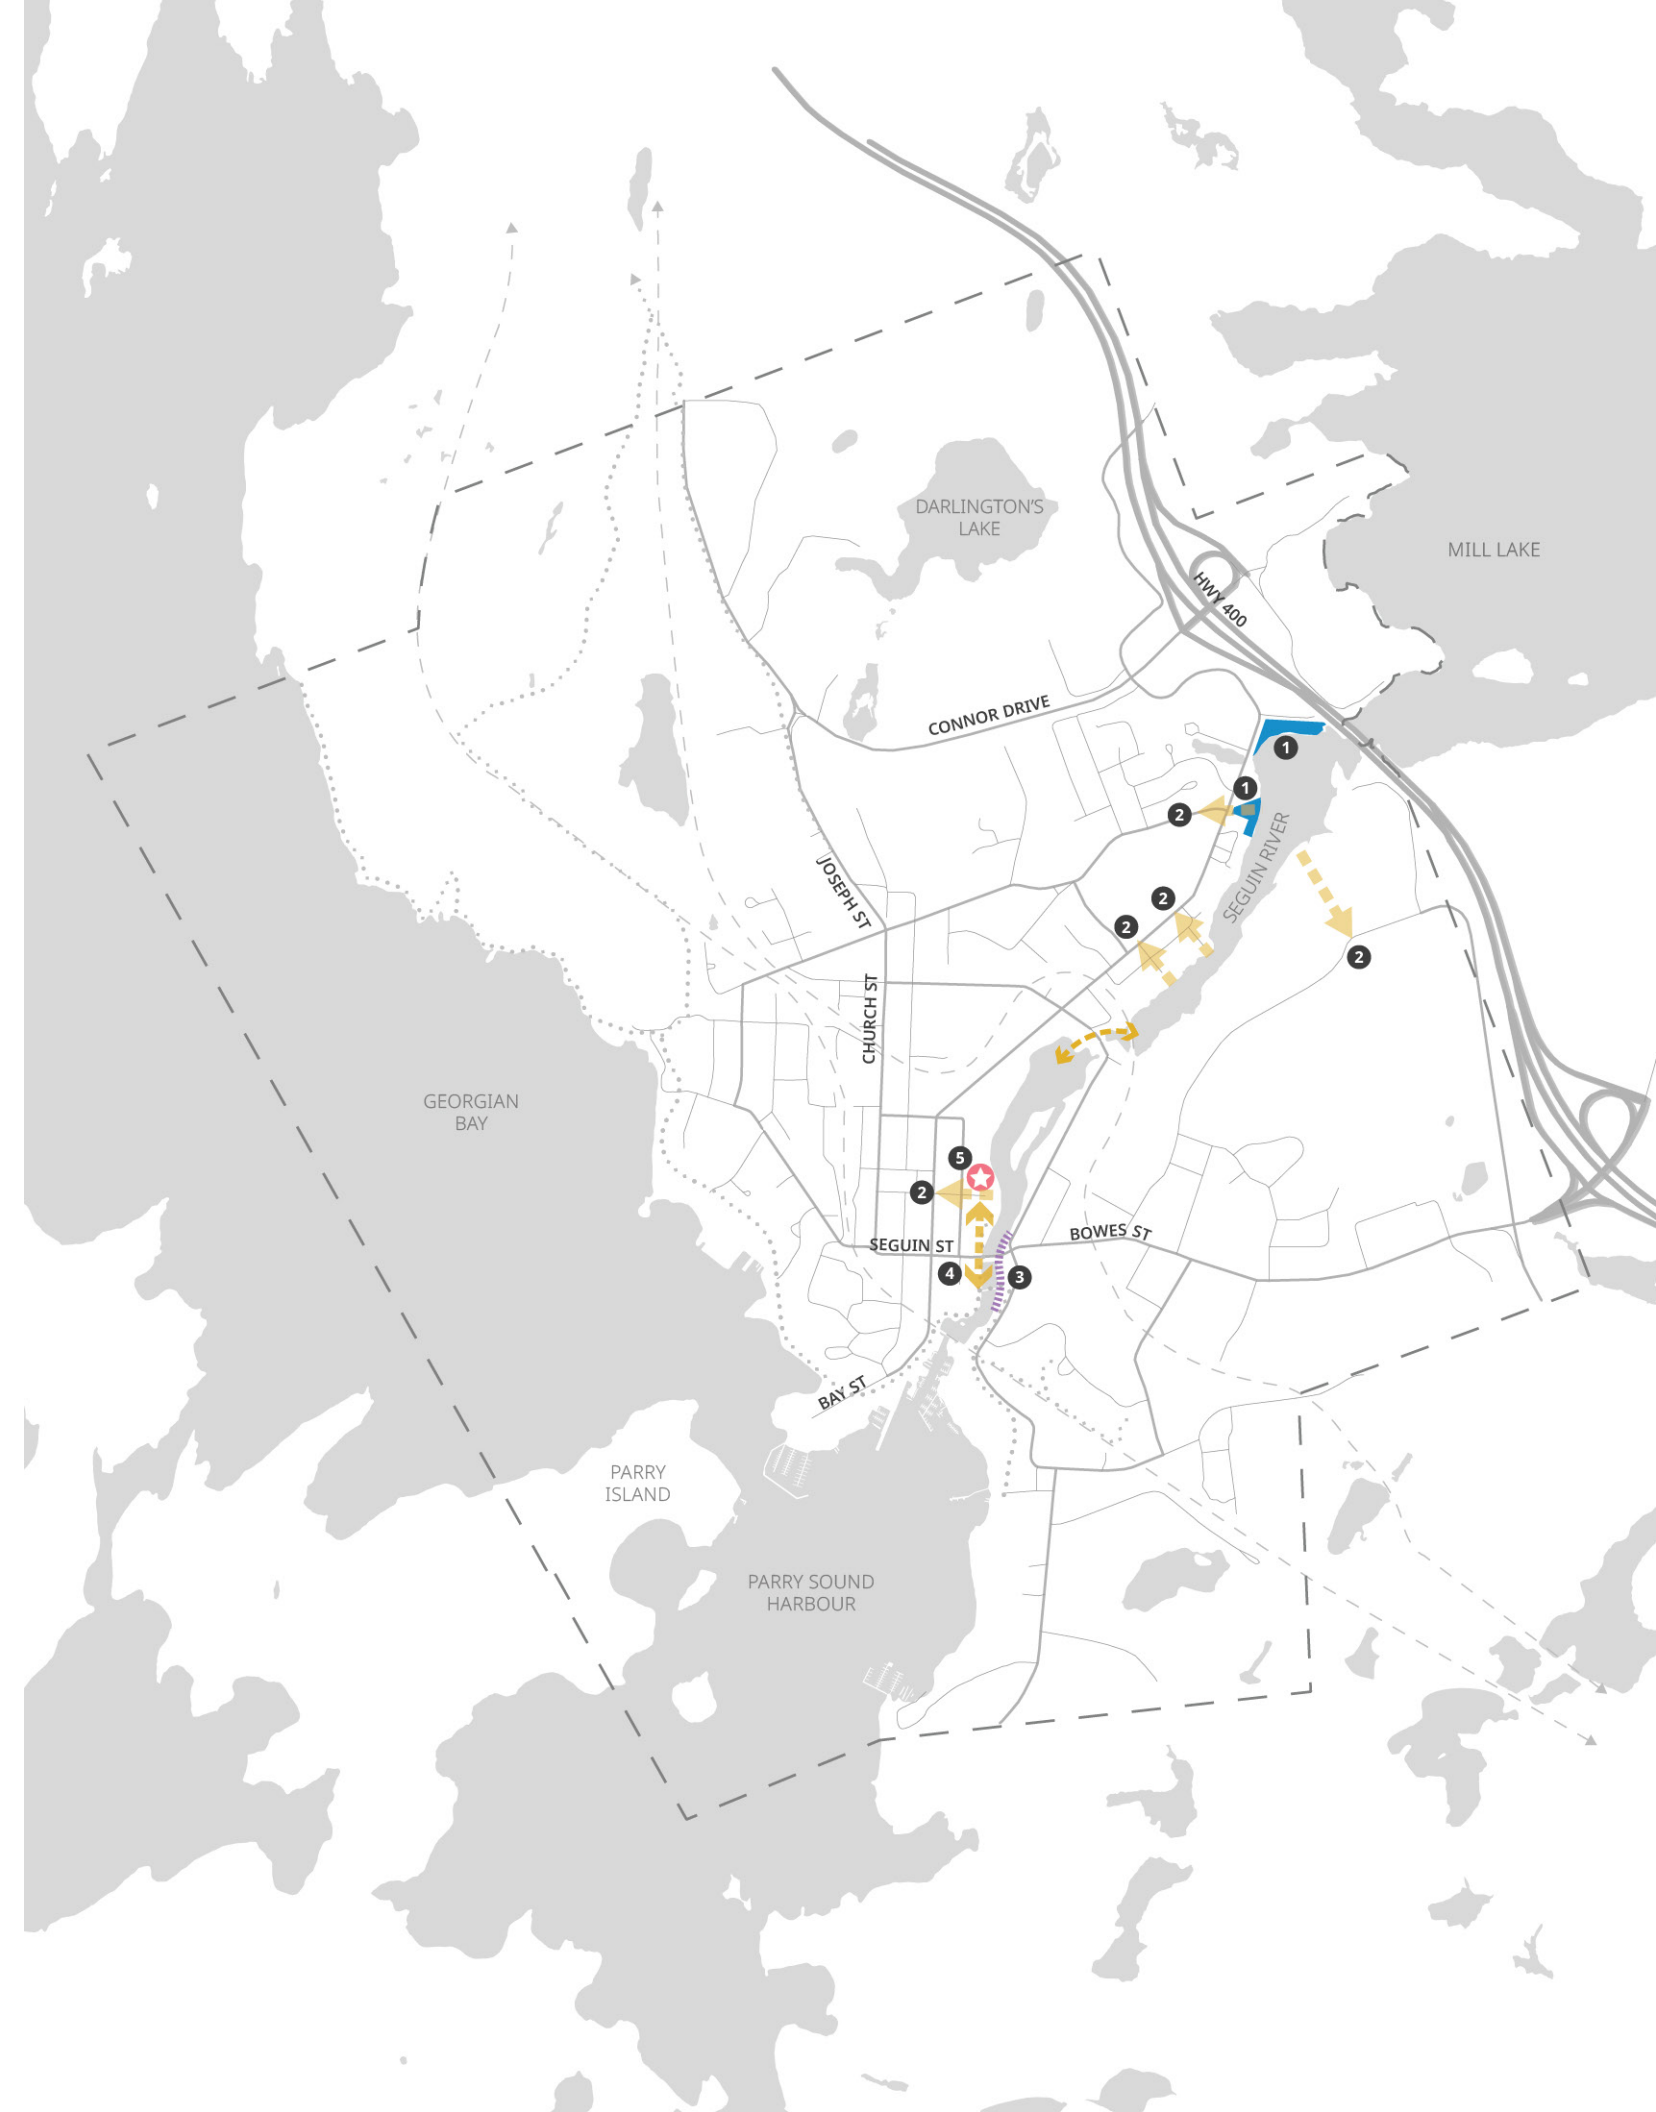 DARLINGTON'S
LAKE
MILL LAKE
HWY 400
CONNOR DRIVE
1
1
2
SEGUIN RIVER
JOSEPH ST
2
2
2
CHURCH ST
GEORGIAN
BAY
5
2
SEGUIN ST
BOWES ST
4
3
BAY ST
PARRY
ISLAND
PARRY SOUND
HARBOUR